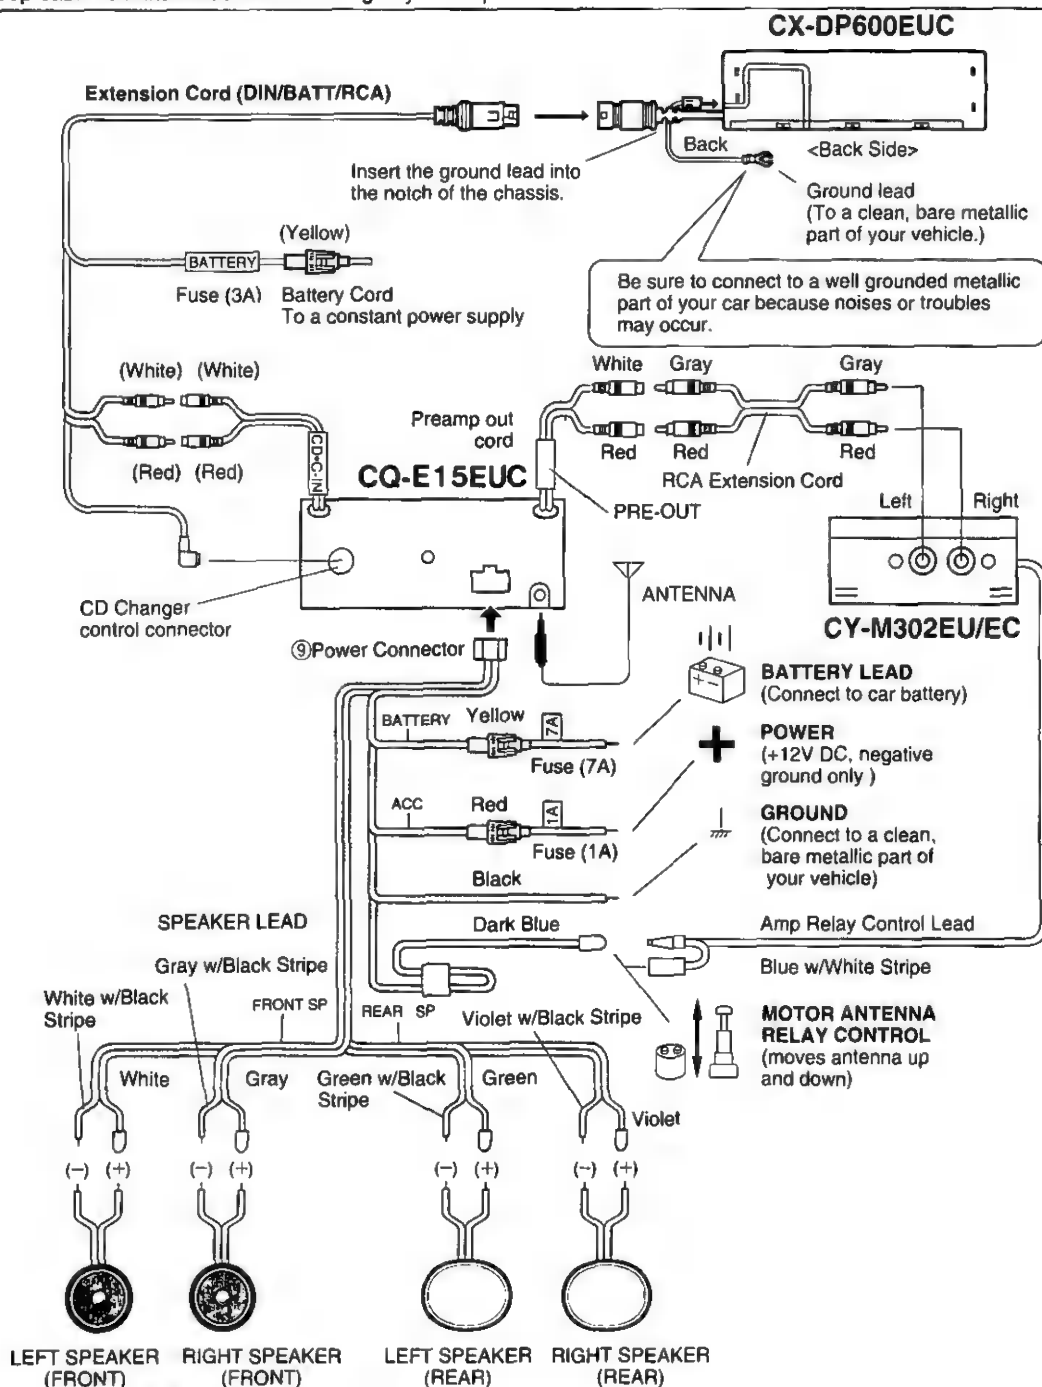 CX-DP600EUC
Extension Cord (DIN/BATT/RCA)
Back
<Back Side>
Insert the ground lead into
the notch of the chassis.
Ground lead
(To a clean, bare metallic
part of your vehicle.)
(Yellow)
BATTERY
Fuse (3A)
Battery Cord
To a constant power supply
Be sure to connect to a well grounded metallic
part of your car because noises or troubles
may occur.
(White) (White)
White Gray Gray
Preamp out
cord
(Red) (Red)
CD•C-IN
Red Red Red
RCA Extension Cord
CQ-E15EUC
PRE-OUT
Left Right
CD Changer
control connector
ANTENNA
CY-M302EU/EC
⑨Power Connector
BATTERY LEAD
(Connect to car battery)
BATTERY Yellow 7A
Fuse (7A)
POWER
(+12V DC, negative
ground only )
ACC Red 1A
Fuse (1A)
GROUND
(Connect to a clean,
bare metallic part of
your vehicle)
Black
SPEAKER LEAD
Dark Blue
Amp Relay Control Lead
Blue w/White Stripe
Gray w/Black Stripe
White w/Black
Stripe
FRONT SP
REAR SP
Violet w/Black Stripe
MOTOR ANTENNA
RELAY CONTROL
(moves antenna up
and down)
White
Gray
Green w/Black
Stripe
Green
Violet
(−) (+) (−) (+) (−) (+) (−) (+)
LEFT SPEAKER
(FRONT)
RIGHT SPEAKER
(FRONT)
LEFT SPEAKER
(REAR)
RIGHT SPEAKER
(REAR)